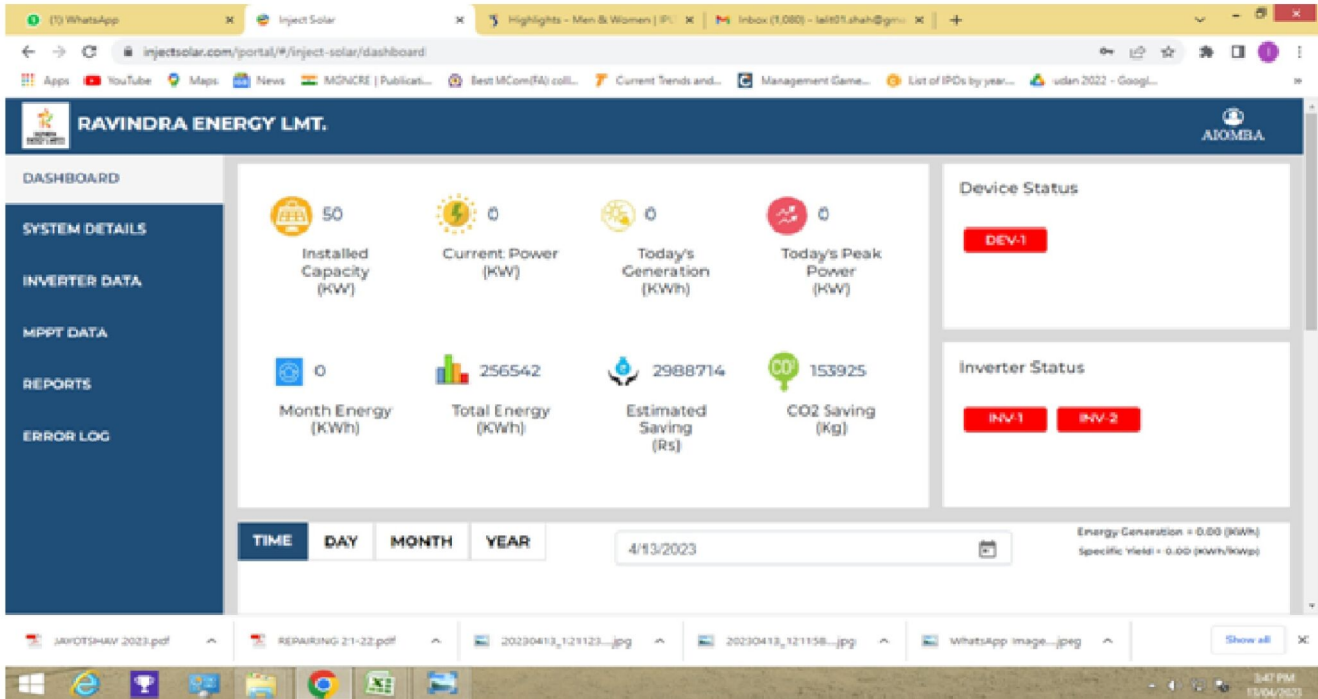 (1) WhatsApp
Inject Solar
Highlights - Men & Women | IPL
Inbox (1,080) - lalit01.shah@gm
injectsolar.com/portal/#/inject-solar/dashboard
Apps
YouTube
Maps
News
MGNCRE | Publicati...
Best MCom(FA) coll...
Current Trends and...
Management Game...
List of IPOs by year...
udan 2022 - Googl...
RAVINDRA ENERGY LMT.
AIOMBA
DASHBOARD
SYSTEM DETAILS
INVERTER DATA
MPPT DATA
REPORTS
ERROR LOG
50
Installed
Capacity
(KW)
0
Current Power
(KW)
0
Today's
Generation
(KWh)
0
Today's Peak
Power
(KW)
0
Month Energy
(KWh)
256542
Total Energy
(KWh)
2988714
Estimated
Saving
(Rs)
CO²
153925
CO2 Saving
(Kg)
Device Status
DEV-1
Inverter Status
INV-1
INV-2
TIME
DAY
MONTH
YEAR
4/13/2023
Energy Generation = 0.00 (KWh)
Specific Yield = 0.00 (KWh/KWp)
JAYOTSHAV 2023.pdf
REPAIRING 21-22.pdf
20230413_121123....jpg
20230413_121158....jpg
WhatsApp Image....jpeg
Show all
3:47 PM
13/04/2023